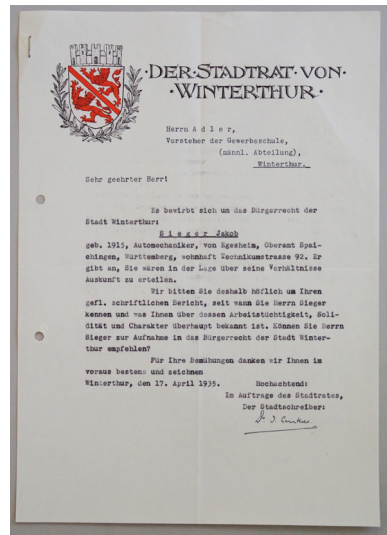 DER·STADTRAT·VON·
·WINTERTHUR·
Herrn A d l e r,
Vorsteher der Gewerbeschule,
(männl. Abteilung),
Winterthur.
Sehr geehrter Herr!
Es bewirbt sich um das Bürgerrecht der
Stadt Winterthur:
S i e g e r  Jakob
geb. 1915, Automechaniker, von Egesheim, Oberamt Spai-
chingen, Württemberg, wohnhaft Technikumstrasse 92. Er
gibt an, Sie wären in der Lage über seine Verhältnisse
Auskunft zu erteilen.
Wir bitten Sie deshalb höflich um Ihren
gefl. schriftlichen Bericht, seit wann Sie Herrn Sieger
kennen und was Ihnen über dessen Arbeitstüchtigkeit, Soli-
dität und Charakter überhaupt bekannt ist. Können Sie Herrn
Sieger zur Aufnahme in das Bürgerrecht der Stadt Winter-
thur empfehlen?
Für Ihre Bemühungen danken wir Ihnen im
voraus bestens und zeichnen
Winterthur, den 17. April 1935. Hochachtend:
Im Auftrage des Stadtrates,
Der Stadtschreiber: